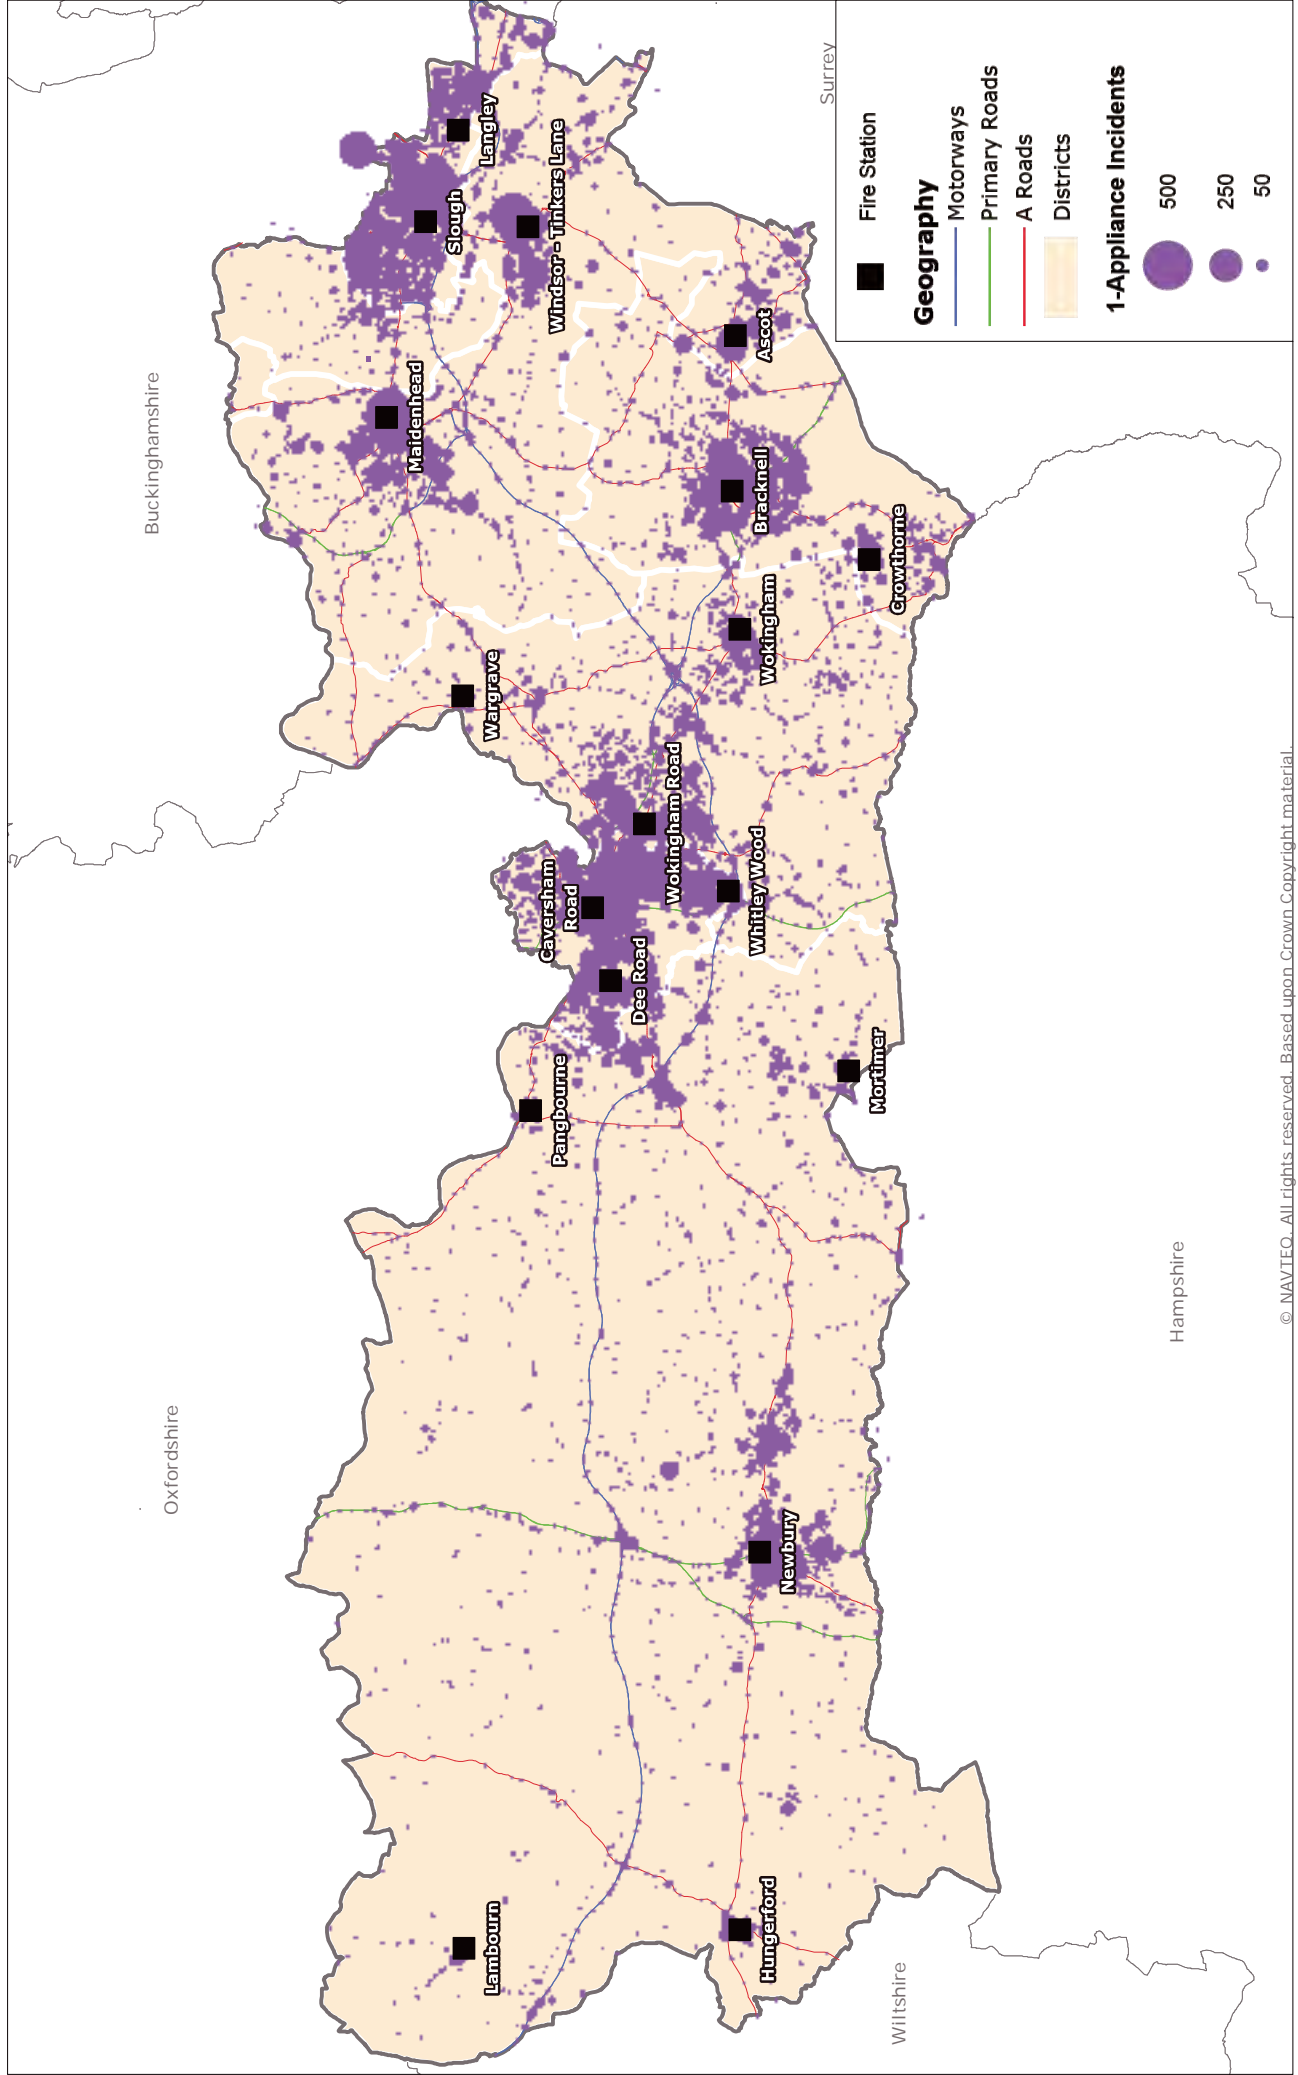 Buckinghamshire
Oxfordshire
Surrey
Hampshire
Wiltshire
Langley
Slough
Windsor - Tinkers Lane
Maidenhead
Ascot
Bracknell
Crowthorne
Wokingham
Wargrave
Wokingham Road
Whitley Wood
Caversham
Road
Dee Road
Pangbourne
Mortimer
Newbury
Hungerford
Lambourn
Fire Station
Geography
Motorways
Primary Roads
A Roads
Districts
1-Appliance Incidents
500
250
50
© NAVTEQ. All rights reserved. Based upon Crown Copyright material.